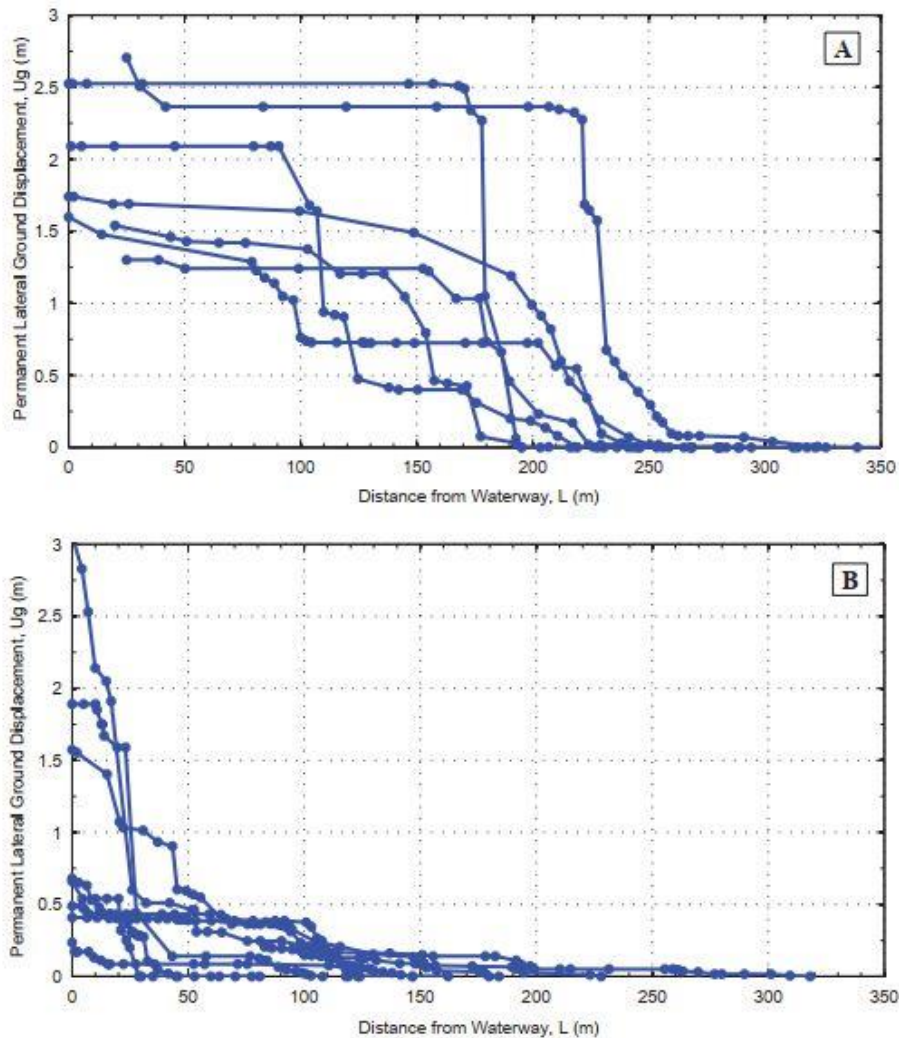 3
2.5
2
1.5
1
0.5
0
A
Permanent Lateral Ground Displacement, Ug (m)
0 50 100 150 200 250 300 350
Distance from Waterway, L (m)
3
2.5
2
1.5
1
0.5
0
B
Permanent Lateral Ground Displacement, Ug (m)
0 50 100 150 200 250 300 350
Distance from Waterway, L (m)